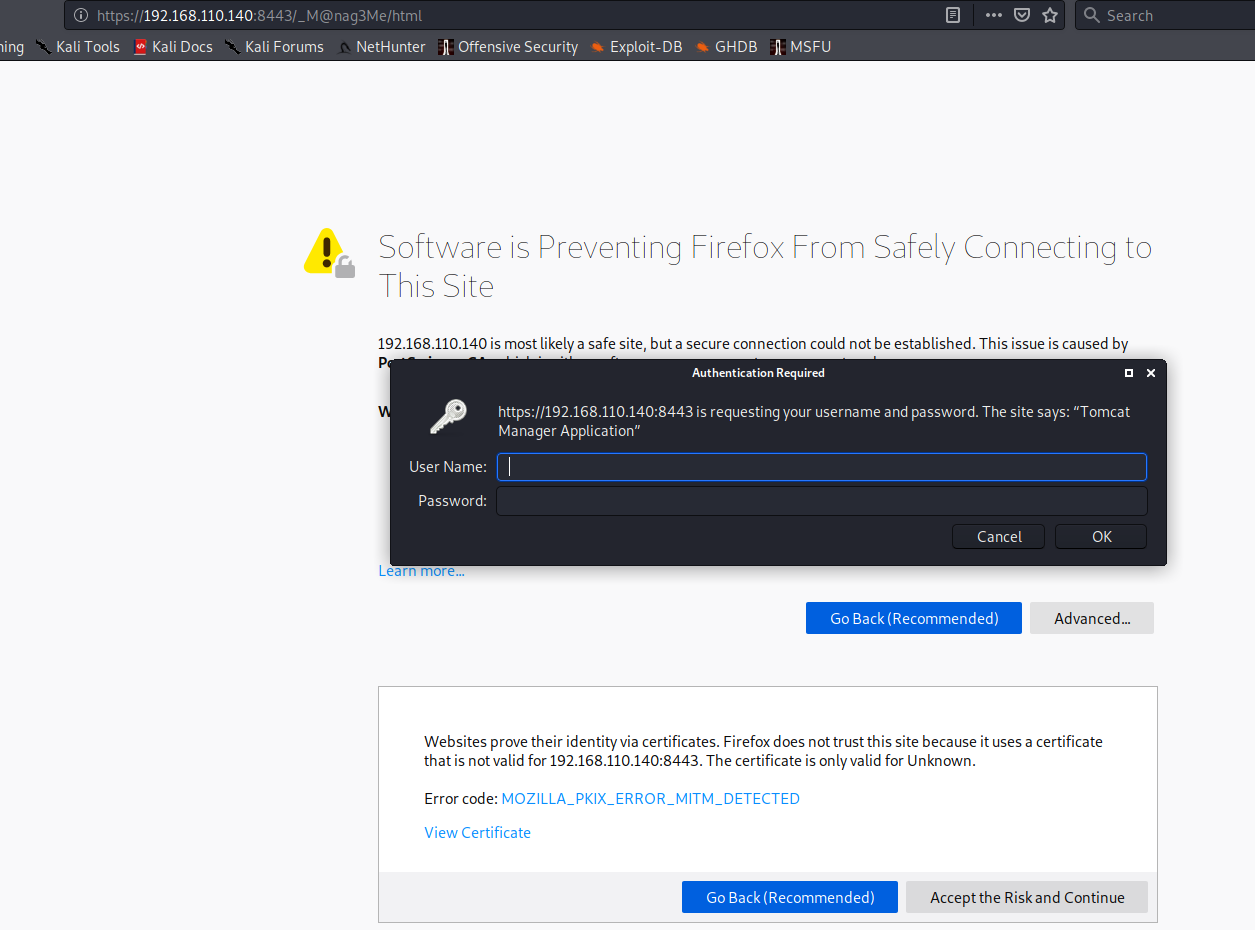 https://192.168.110.140:8443/_M@nag3Me/html
Search
ning Kali Tools Kali Docs Kali Forums NetHunter Offensive Security Exploit-DB GHDB MSFU
Software is Preventing Firefox From Safely Connecting to
This Site
192.168.110.140 is most likely a safe site, but a secure connection could not be established. This issue is caused by
Authentication Required
https://192.168.110.140:8443 is requesting your username and password. The site says: “Tomcat
Manager Application”
User Name:
Password:
Cancel OK
Learn more...
Go Back (Recommended) Advanced...
Websites prove their identity via certificates. Firefox does not trust this site because it uses a certificate
that is not valid for 192.168.110.140:8443. The certificate is only valid for Unknown.
Error code: MOZILLA_PKIX_ERROR_MITM_DETECTED
View Certificate
Go Back (Recommended) Accept the Risk and Continue